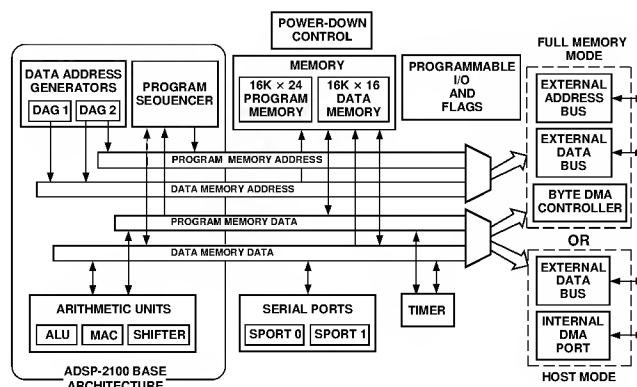 POWER-DOWN
CONTROL
FULL MEMORY
MODE
DATA ADDRESS
GENERATORS
DAG 1
DAG 2
PROGRAM
SEQUENCER
MEMORY
16K × 24
PROGRAM
MEMORY
16K × 16
DATA
MEMORY
PROGRAMMABLE
I/O
AND
FLAGS
EXTERNAL
ADDRESS
BUS
EXTERNAL
DATA
BUS
BYTE DMA
CONTROLLER
PROGRAM MEMORY ADDRESS
DATA MEMORY ADDRESS
PROGRAM MEMORY DATA
DATA MEMORY DATA
OR
EXTERNAL
DATA
BUS
INTERNAL
DMA
PORT
HOST MODE
ARITHMETIC UNITS
ALU
MAC
SHIFTER
SERIAL PORTS
SPORT 0
SPORT 1
TIMER
ADSP-2100 BASE
ARCHITECTURE